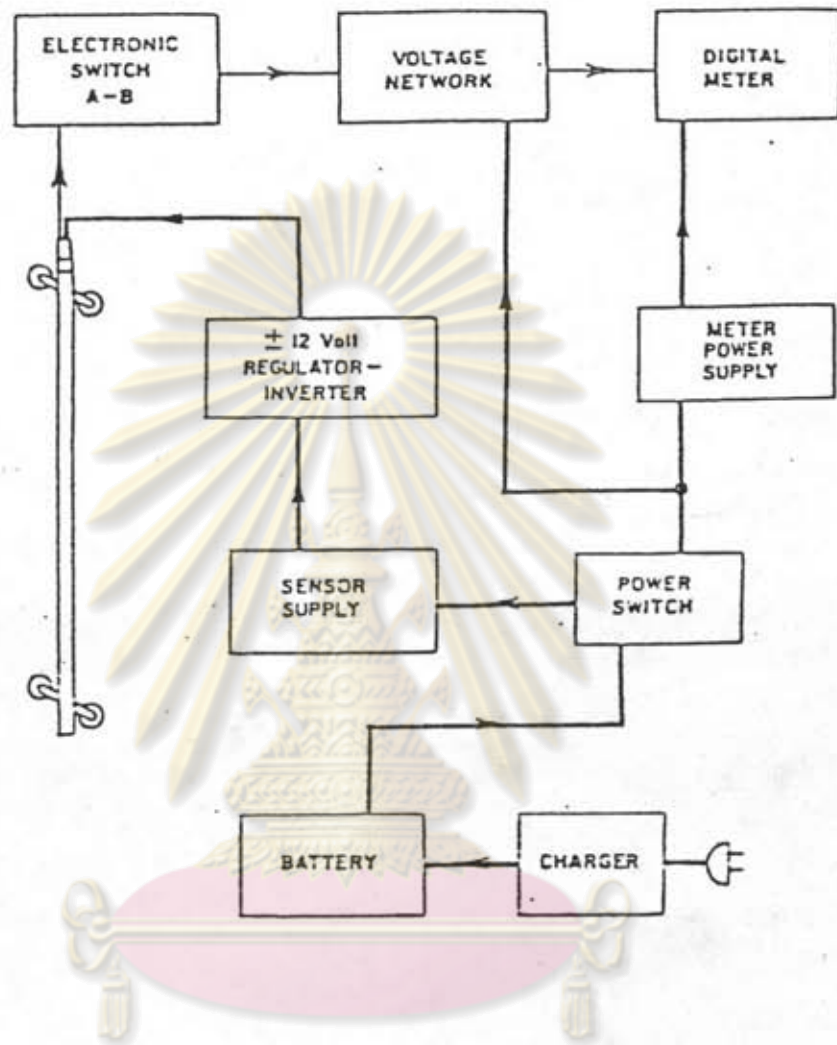 ELECTRONIC
SWITCH
A-B
VOLTAGE
NETWORK
DIGITAL
METER
± 12 Volt
REGULATOR-
INVERTER
METER
POWER
SUPPLY
SENSOR
SUPPLY
POWER
SWITCH
BATTERY
CHARGER